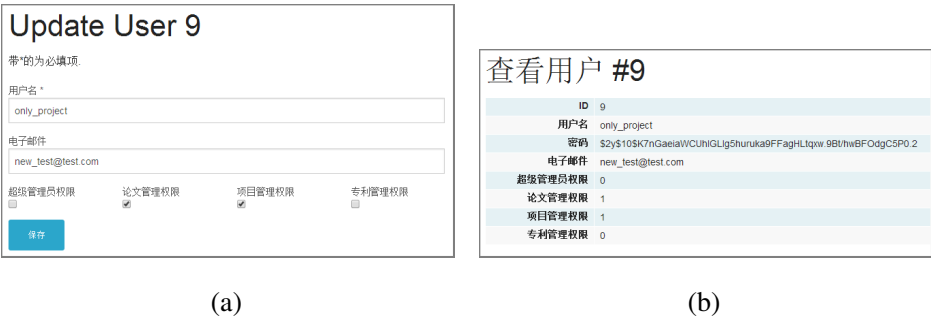 Update User 9
带*的为必填项.
用户名 *
only_project
电子邮件
new_test@test.com
超级管理员权限 论文管理权限 项目管理权限 专利管理权限
保存
(a)
查看用户 #9
ID 9
用户名 only_project
密码 $2y$10$K7nGaeiaWCUhlGLlg5huruka9FFagHLtqxw.9Bt/hwBFOdgC5P0.2
电子邮件 new_test@test.com
超级管理员权限 0
论文管理权限 1
项目管理权限 1
专利管理权限 0
(b)